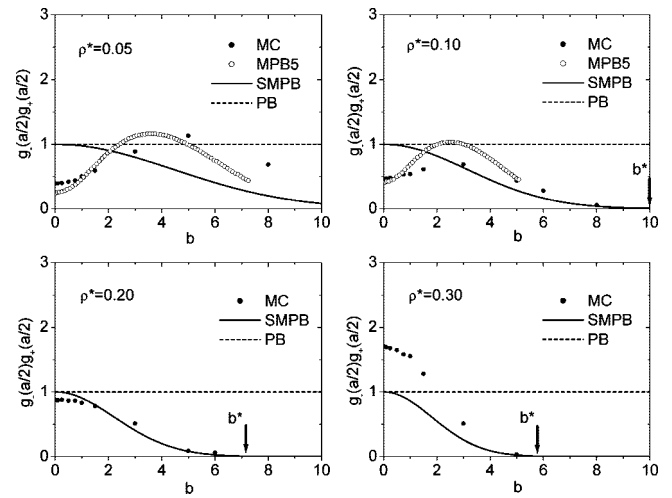 ρ*=0.05
MC
MPB5
SMPB
PB
g-(a/2)g+(a/2)
3
2
1
0
0 2 4 6 8 10
b
ρ*=0.10
MC
MPB5
SMPB
PB
b*
g-(a/2)g+(a/2)
3
2
1
0
0 2 4 6 8 10
b
ρ*=0.20
MC
SMPB
PB
b*
g-(a/2)g+(a/2)
3
2
1
0
0 2 4 6 8 10
b
ρ*=0.30
MC
SMPB
PB
b*
g-(a/2)g+(a/2)
3
2
1
0
0 2 4 6 8 10
b